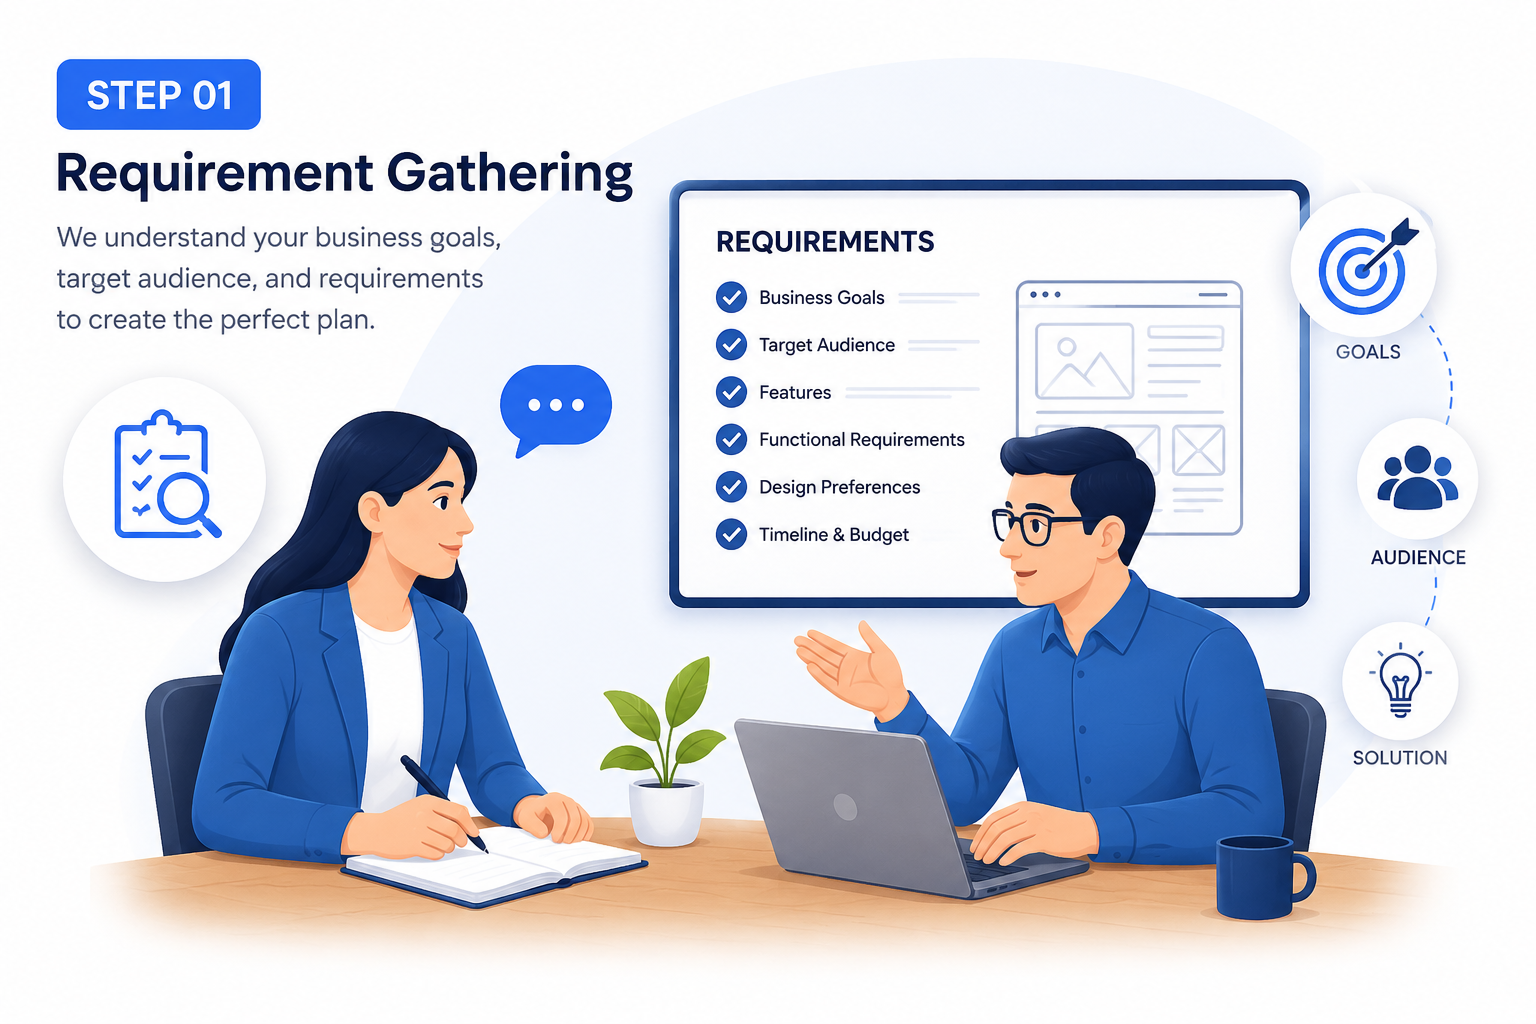 STEP 01
Requirement Gathering
We understand your business goals,
target audience, and requirements
to create the perfect plan.
REQUIREMENTS
Business Goals
Target Audience
Features
Functional Requirements
Design Preferences
Timeline & Budget
GOALS
AUDIENCE
SOLUTION